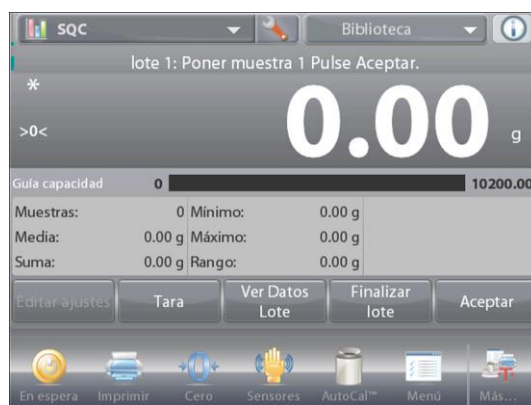 SQC
Biblioteca
lote 1: Poner muestra 1 Pulse Aceptar.
*
>0<
0.00 g
Guía capacidad 0 10200.00
Muestras: 0 Mínimo: 0.00 g
Media: 0.00 g Máximo: 0.00 g
Suma: 0.00 g Rango: 0.00 g
Editar ajustes Tara Ver Datos Lote Finalizar lote Aceptar
En espera Imprimir Cero Sensores AutoCal™ Menú Más...